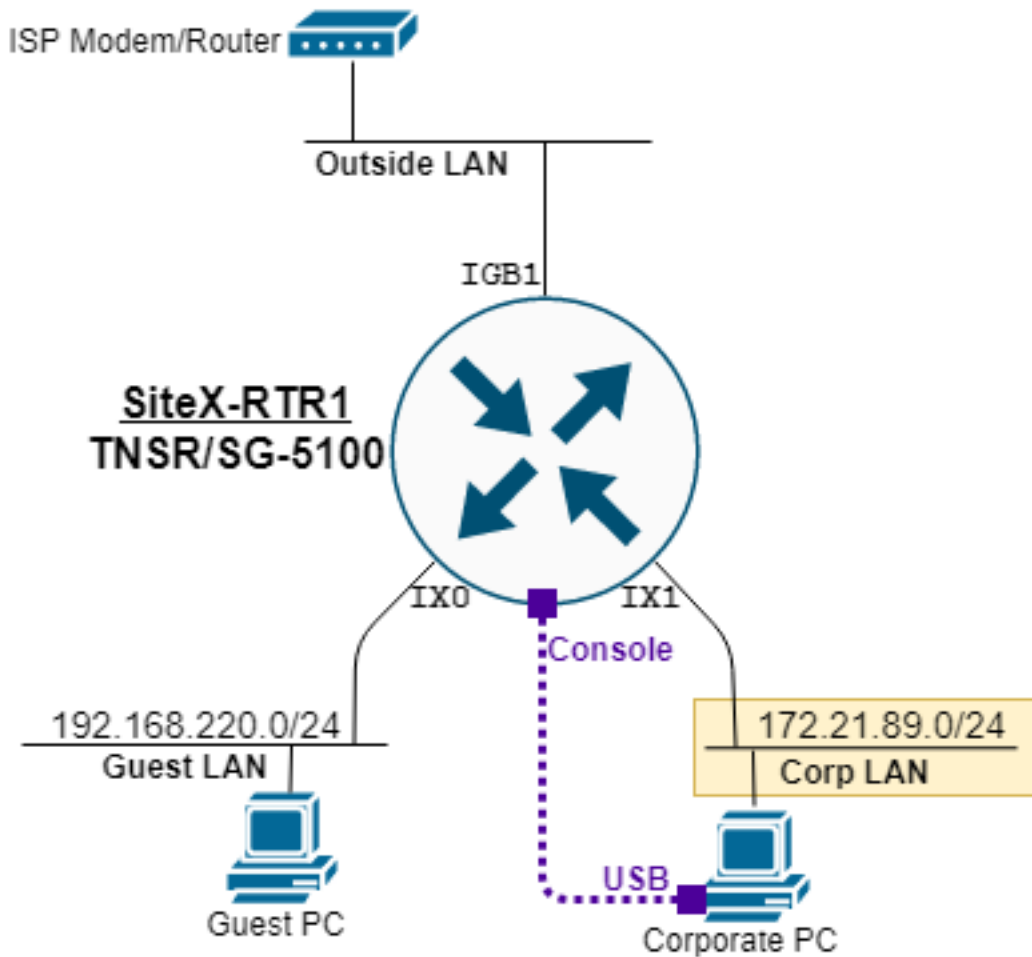 ISP Modem/Router
Outside LAN
IGB1
SiteX-RTR1
TNSR/SG-5100
IX0
IX1
Console
192.168.220.0/24
Guest LAN
172.21.89.0/24
Corp LAN
USB
Guest PC
Corporate PC